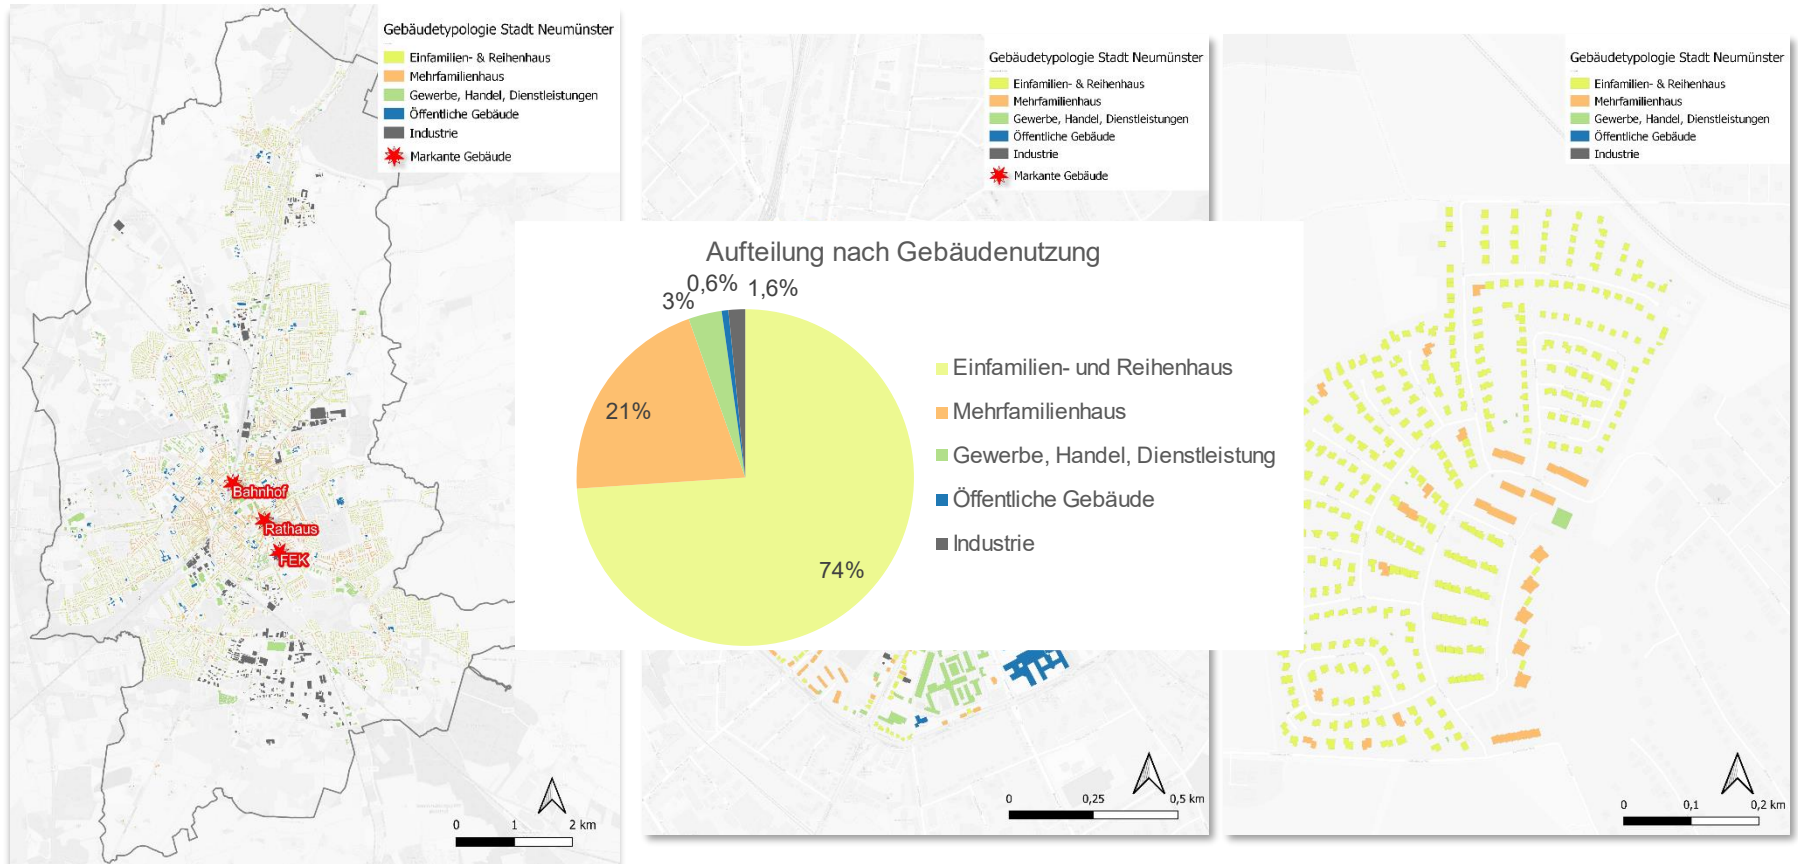 Gebäudetypologie Stadt Neumünster
Einfamilien- & Reihenhaus
Mehrfamilienhaus
Gewerbe, Handel, Dienstleistungen
Öffentliche Gebäude
Industrie
Markante Gebäude
Bahnhof
Rathaus
FEK
0 1 2 km
Gebäudetypologie Stadt Neumünster
Einfamilien- & Reihenhaus
Mehrfamilienhaus
Gewerbe, Handel, Dienstleistungen
Öffentliche Gebäude
Industrie
Markante Gebäude
0 0,25 0,5 km
Gebäudetypologie Stadt Neumünster
Einfamilien- & Reihenhaus
Mehrfamilienhaus
Gewerbe, Handel, Dienstleistungen
Öffentliche Gebäude
Industrie
0 0,1 0,2 km
Aufteilung nach Gebäudenutzung
0,6%
1,6%
3%
21%
74%
Einfamilien- und Reihenhaus
Mehrfamilienhaus
Gewerbe, Handel, Dienstleistung
Öffentliche Gebäude
Industrie